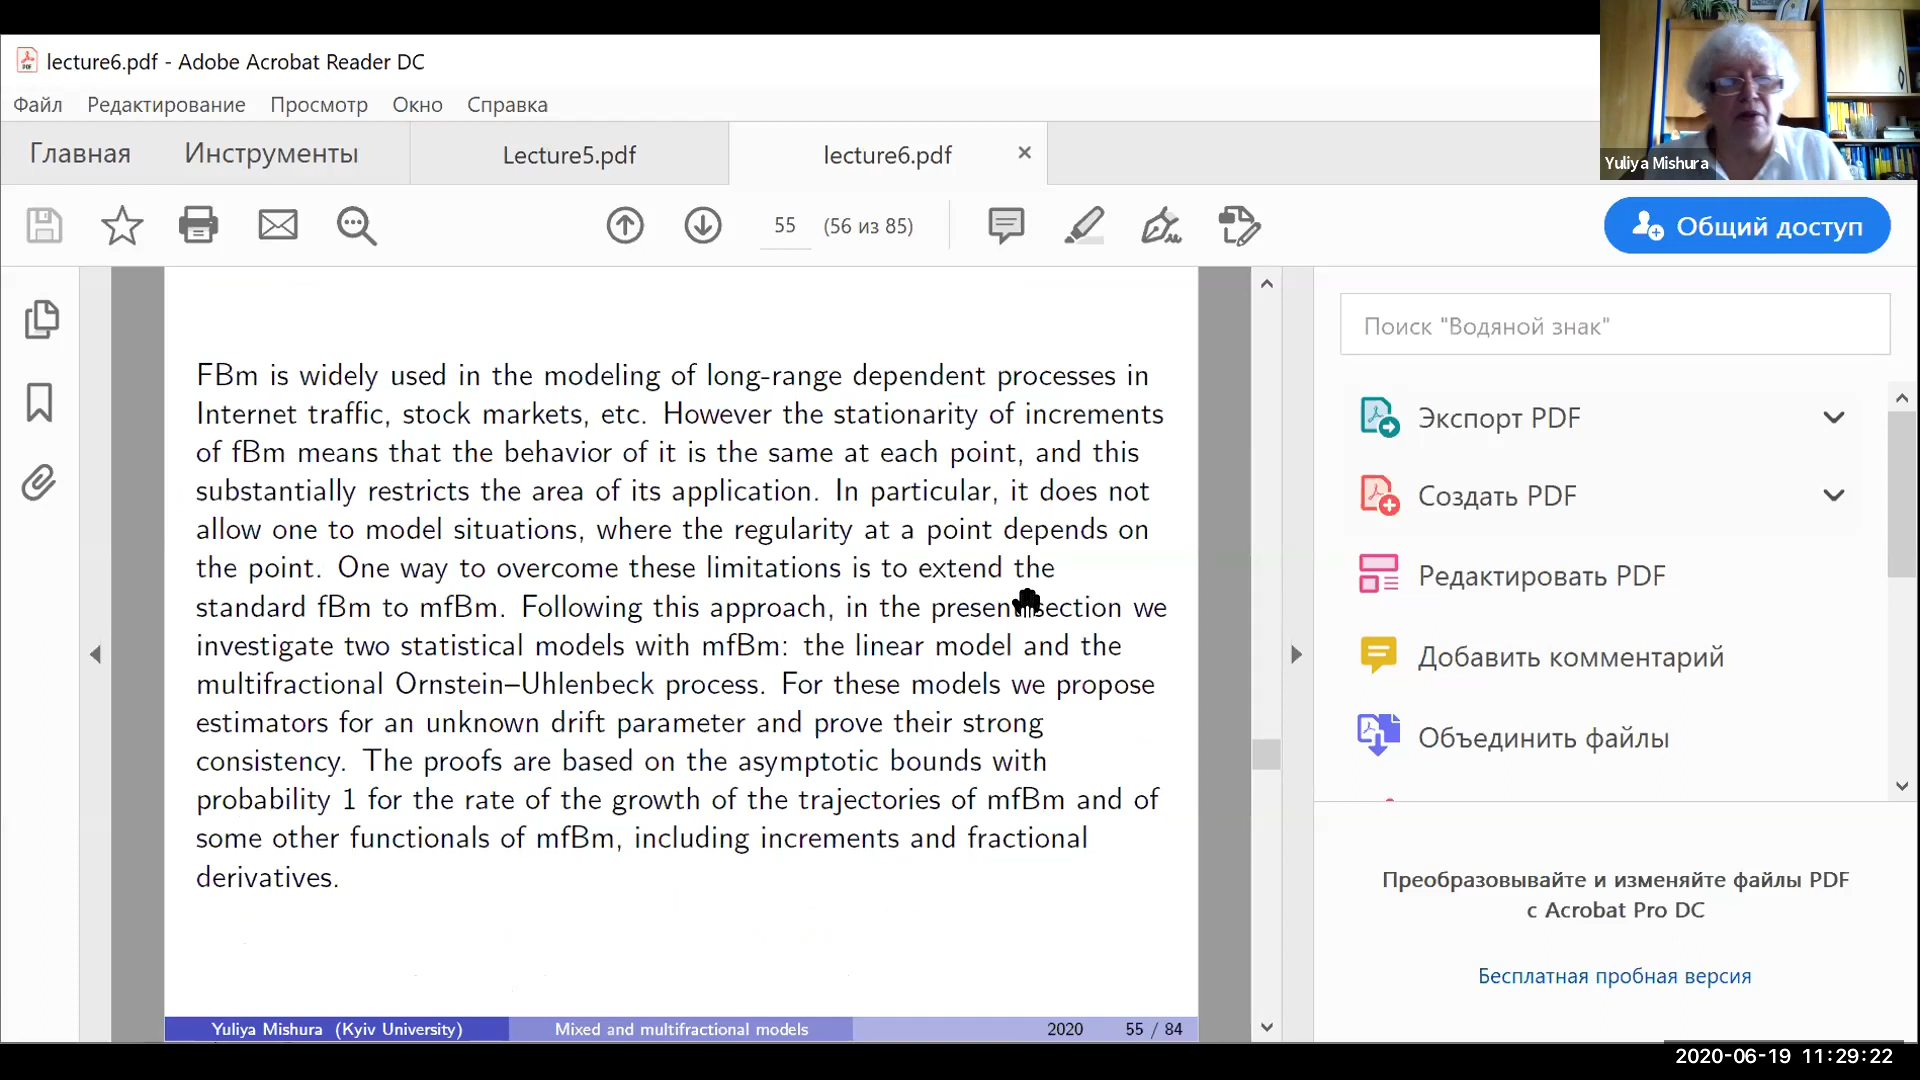 lecture6.pdf - Adobe Acrobat Reader DC
Файл Редактирование Просмотр Окно Справка
Главная Инструменты Lecture5.pdf lecture6.pdf ×
Yuliya Mishura
55 (56 из 85)
Общий доступ
FBm is widely used in the modeling of long-range dependent processes in
Internet traffic, stock markets, etc. However the stationarity of increments
of fBm means that the behavior of it is the same at each point, and this
substantially restricts the area of its application. In particular, it does not
allow one to model situations, where the regularity at a point depends on
the point. One way to overcome these limitations is to extend the
standard fBm to mfBm. Following this approach, in the present section we
investigate two statistical models with mfBm: the linear model and the
multifractional Ornstein–Uhlenbeck process. For these models we propose
estimators for an unknown drift parameter and prove their strong
consistency. The proofs are based on the asymptotic bounds with
probability 1 for the rate of the growth of the trajectories of mfBm and of
some other functionals of mfBm, including increments and fractional
derivatives.
Yuliya Mishura (Kyiv University) Mixed and multifractional models 2020 55 / 84
Поиск "Водяной знак"
Экспорт PDF
Создать PDF
Редактировать PDF
Добавить комментарий
Объединить файлы
Преобразовывайте и изменяйте файлы PDF
с Acrobat Pro DC
Бесплатная пробная версия
2020-06-19 11:29:22